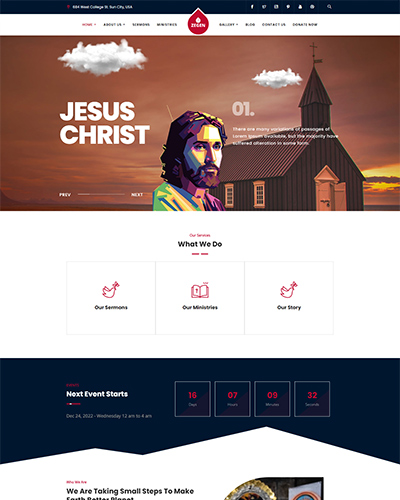 684 West College St. Sun City, USA
HOME ABOUT US SERMONS MINISTRIES ZEGEN GALLERY BLOG CONTACT US DONATE NOW
JESUS
CHRIST
01.
There are many variations of passages of
Lorem Ipsum available, but the majority have
suffered alteration in some form.
PREV NEXT
Our Services
What We Do
Our Sermons
Our Ministries
Our Story
Next Event Starts
Dec 24, 2022 - Wednesday 12 am to 4 am
16 07 09 32
Days Hours Minutes Seconds
Who We Are
We Are Taking Small Steps To Make
Earth Better Planet